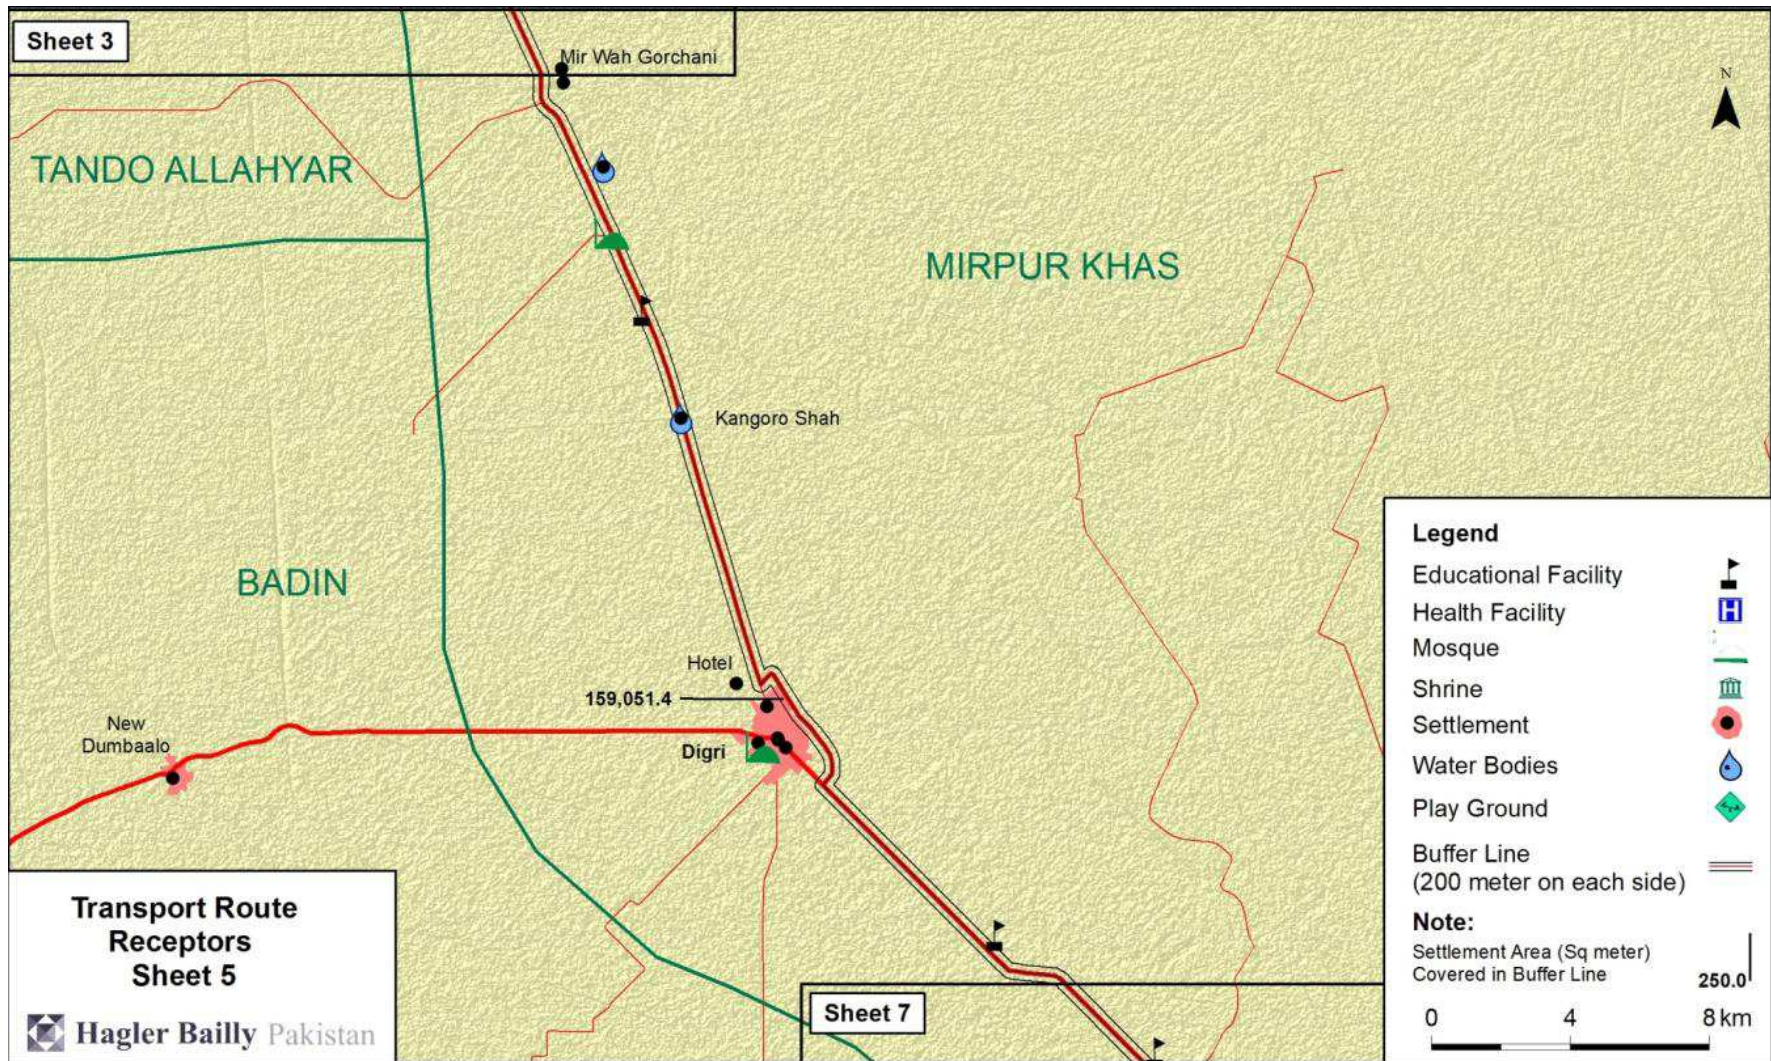 Sheet 3
Mir Wah Gorchani
N
TANDO ALLAHYAR
MIRPUR KHAS
Kangoro Shah
BADIN
Hotel
159,051.4
New
Dumbaalo
Digri
Legend
Educational Facility
Health Facility
H
Mosque
Shrine
Settlement
Water Bodies
Play Ground
Buffer Line
(200 meter on each side)
Note:
Settlement Area (Sq meter)
Covered in Buffer Line
250.0
0 4 8 km
Transport Route
Receptors
Sheet 5
Hagler Bailly Pakistan
Sheet 7